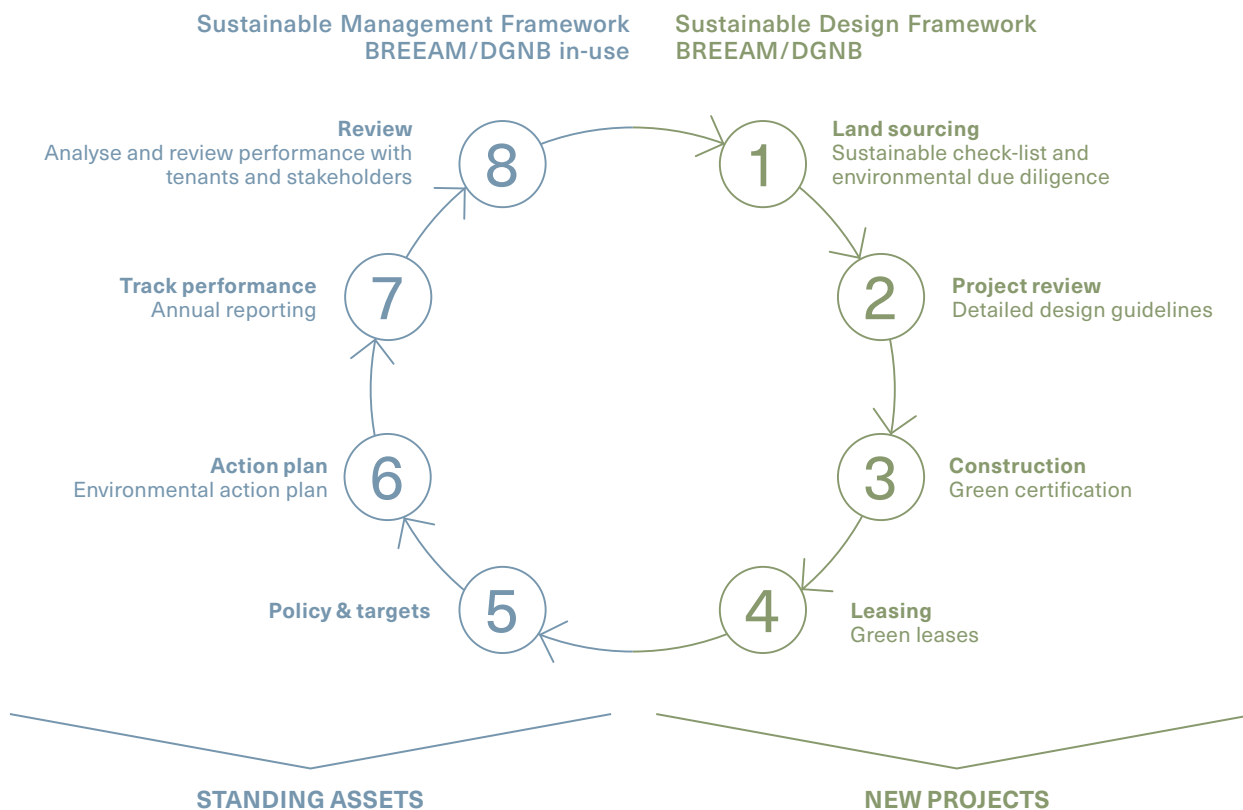 Sustainable Management Framework
BREEAM/DGNB in-use
Sustainable Design Framework
BREEAM/DGNB
1
Land sourcing
Sustainable check-list and
environmental due diligence
2
Project review
Detailed design guidelines
3
Construction
Green certification
4
Leasing
Green leases
5
Policy & targets
6
Action plan
Environmental action plan
7
Track performance
Annual reporting
8
Review
Analyse and review performance with
tenants and stakeholders
STANDING ASSETS
NEW PROJECTS